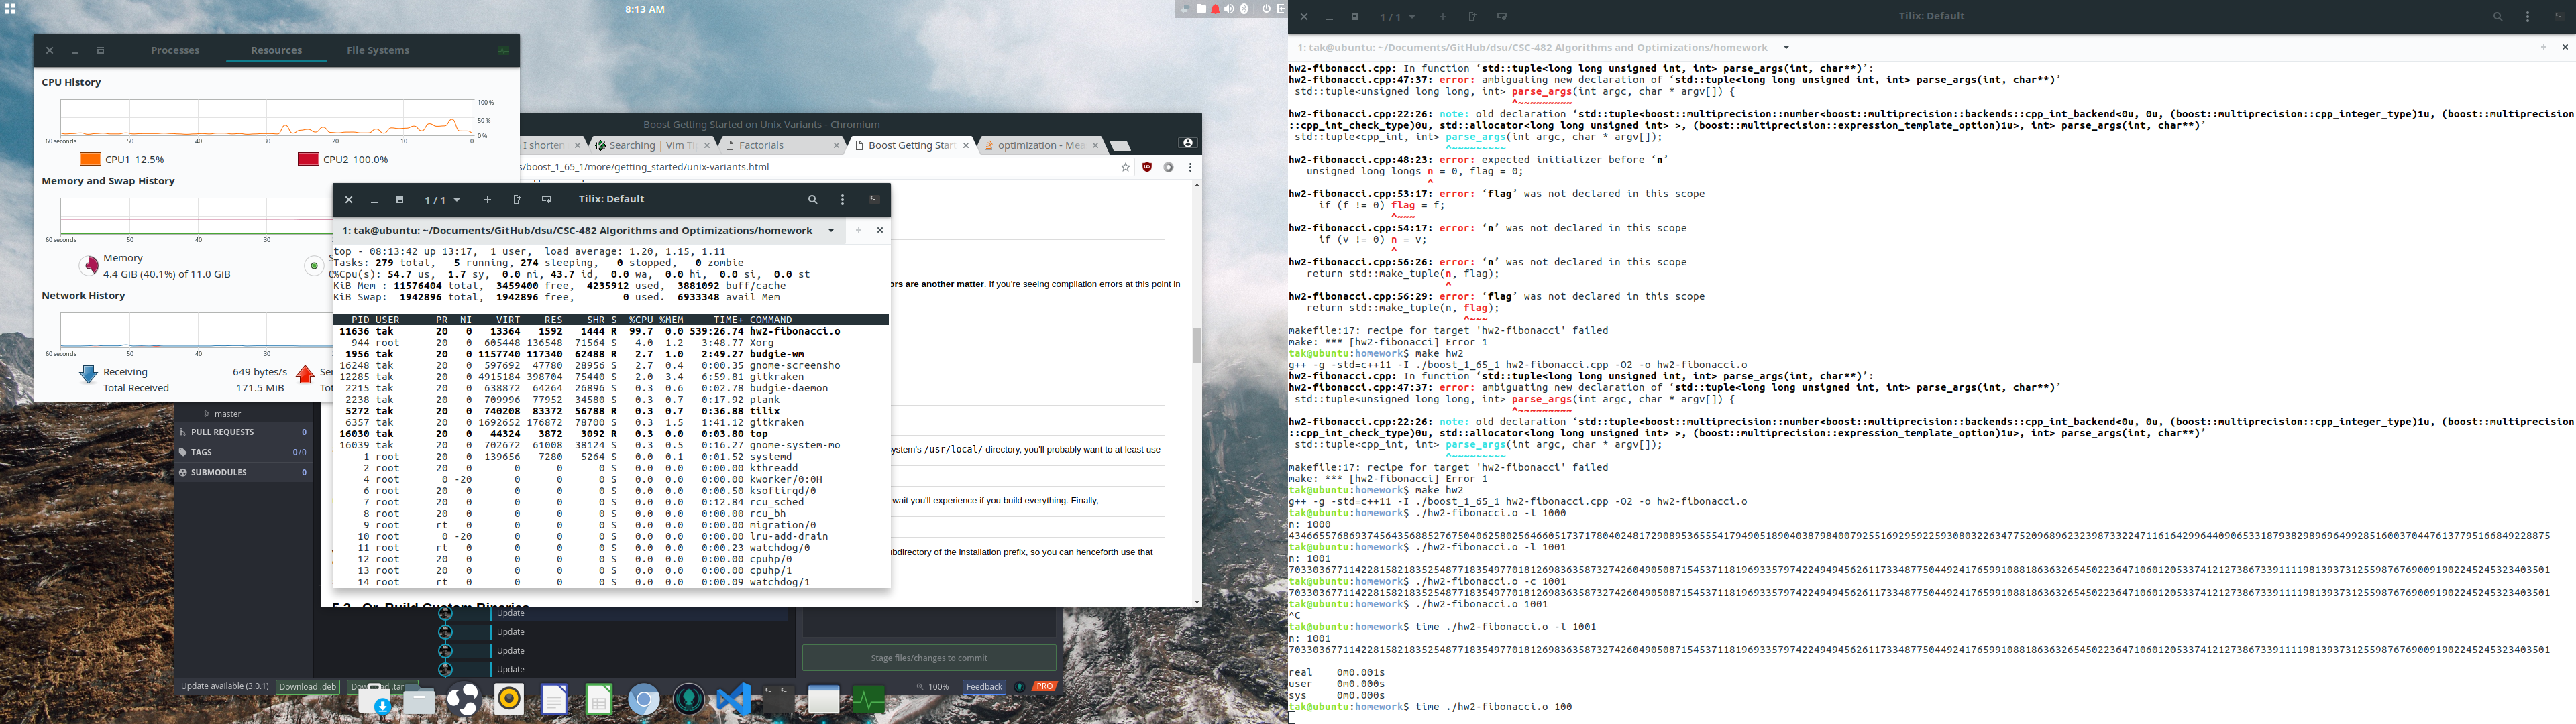 8:13 AM
Processes Resources File Systems
CPU History
100 %
50 %
0 %
60 seconds 50 40 30 20 10 0
CPU1 12.5% CPU2 100.0%
Memory and Swap History
60 seconds 50 40 30
Memory
4.4 GiB (40.1%) of 11.0 GiB
Network History
60 seconds 50 40 30
Receiving 649 bytes/s
Total Received 171.5 MiB
Boost Getting Started on Unix Variants - Chromium
I shorten Searching | Vim Ti Factorials Boost Getting Star optimization - Mea
s/boost_1_65_1/more/getting_started/unix-variants.html
ors are another matter. If you're seeing compilation errors at this point in
ystem's /usr/local/ directory, you'll probably want to at least use
wait you'll experience if you build everything. Finally,
ubdirectory of the installation prefix, so you can henceforth use that
1 / 1 Tilix: Default
1: tak@ubuntu: ~/Documents/GitHub/dsu/CSC-482 Algorithms and Optimizations/homework
top - 08:13:42 up 13:17, 1 user, load average: 1.20, 1.15, 1.11
Tasks: 279 total, 5 running, 274 sleeping, 0 stopped, 0 zombie
%Cpu(s): 54.7 us, 1.7 sy, 0.0 ni, 43.7 id, 0.0 wa, 0.0 hi, 0.0 si, 0.0 st
KiB Mem : 11576404 total, 3459400 free, 4235912 used, 3881092 buff/cache
KiB Swap: 1942896 total, 1942896 free, 0 used. 6933348 avail Mem
PID USER PR NI VIRT RES SHR S %CPU %MEM TIME+ COMMAND
11636 tak 20 0 13364 1592 1444 R 99.7 0.0 539:26.74 hw2-fibonacci.o
944 root 20 0 605448 136548 71564 S 4.0 1.2 3:48.77 Xorg
1956 tak 20 0 1157740 117340 62488 R 2.7 1.0 2:49.27 budgie-wm
16248 tak 20 0 597692 47780 28956 S 2.7 0.4 0:00.35 gnome-screensho
12285 tak 20 0 4915184 398704 75440 S 2.0 3.4 6:59.81 gitkraken
2215 tak 20 0 638872 64264 26896 S 0.3 0.6 0:02.78 budgie-daemon
2238 tak 20 0 709996 77952 34580 S 0.3 0.7 0:17.92 plank
5272 tak 20 0 740208 83372 56788 R 0.3 0.7 0:36.88 tilix
6357 tak 20 0 1692652 176872 78700 S 0.3 1.5 1:41.12 gitkraken
16030 tak 20 0 44324 3872 3092 R 0.3 0.0 0:03.80 top
16039 tak 20 0 702672 61008 38124 S 0.3 0.5 0:16.27 gnome-system-mo
1 root 20 0 139656 7280 5264 S 0.0 0.1 0:01.52 systemd
2 root 20 0 0 0 0 S 0.0 0.0 0:00.00 kthreadd
4 root 0 -20 0 0 0 S 0.0 0.0 0:00.00 kworker/0:0H
6 root 20 0 0 0 0 S 0.0 0.0 0:00.50 ksoftirqd/0
7 root 20 0 0 0 0 S 0.0 0.0 0:12.84 rcu_sched
8 root 20 0 0 0 0 S 0.0 0.0 0:00.00 rcu_bh
9 root rt 0 0 0 0 S 0.0 0.0 0:00.00 migration/0
10 root 0 -20 0 0 0 S 0.0 0.0 0:00.00 lru-add-drain
11 root rt 0 0 0 0 S 0.0 0.0 0:00.23 watchdog/0
12 root 20 0 0 0 0 S 0.0 0.0 0:00.00 cpuhp/0
13 root 20 0 0 0 0 S 0.0 0.0 0:00.00 cpuhp/1
14 root rt 0 0 0 0 S 0.0 0.0 0:00.09 watchdog/1
master
PULL REQUESTS 0
TAGS 0/0
SUBMODULES 0
Update
Update
Update
Update
Stage files/changes to commit
Update available (3.0.1) Download .deb 100% Feedback PRO
1 / 1 Tilix: Default
1: tak@ubuntu: ~/Documents/GitHub/dsu/CSC-482 Algorithms and Optimizations/homework
hw2-fibonacci.cpp: In function ‘std::tuple<long long unsigned int, int> parse_args(int, char**)’:
hw2-fibonacci.cpp:47:37: error: ambiguating new declaration of ‘std::tuple<long long unsigned int, int> parse_args(int, char**)’
std::tuple<unsigned long long, int> parse_args(int argc, char * argv[]) {
^~~~~~~~~~
hw2-fibonacci.cpp:22:26: note: old declaration ‘std::tuple<boost::multiprecision::number<boost::multiprecision::backends::cpp_int_backend<0u, 0u, (boost::multiprecision::cpp_integer_type)1u, (boost::multiprecision
::cpp_int_check_type)0u, std::allocator<long long unsigned int> >, (boost::multiprecision::expression_template_option)1u>, int> parse_args(int, char**)’
std::tuple<cpp_int, int> parse_args(int argc, char * argv[]);
^~~~~~~~~~
hw2-fibonacci.cpp:48:23: error: expected initializer before ‘n’
unsigned long longs n = 0, flag = 0;
^
hw2-fibonacci.cpp:53:17: error: ‘flag’ was not declared in this scope
if (f != 0) flag = f;
^~~~
hw2-fibonacci.cpp:54:17: error: ‘n’ was not declared in this scope
if (v != 0) n = v;
^
hw2-fibonacci.cpp:56:26: error: ‘n’ was not declared in this scope
return std::make_tuple(n, flag);
^
hw2-fibonacci.cpp:56:29: error: ‘flag’ was not declared in this scope
return std::make_tuple(n, flag);
^~~~
makefile:17: recipe for target 'hw2-fibonacci' failed
make: *** [hw2-fibonacci] Error 1
tak@ubuntu:homework$ make hw2
g++ -g -std=c++11 -I ./boost_1_65_1 hw2-fibonacci.cpp -O2 -o hw2-fibonacci.o
hw2-fibonacci.cpp: In function ‘std::tuple<long long unsigned int, int> parse_args(int, char**)’:
hw2-fibonacci.cpp:47:37: error: ambiguating new declaration of ‘std::tuple<long long unsigned int, int> parse_args(int, char**)’
std::tuple<unsigned long long, int> parse_args(int argc, char * argv[]) {
^~~~~~~~~~
hw2-fibonacci.cpp:22:26: note: old declaration ‘std::tuple<boost::multiprecision::number<boost::multiprecision::backends::cpp_int_backend<0u, 0u, (boost::multiprecision::cpp_integer_type)1u, (boost::multiprecision
::cpp_int_check_type)0u, std::allocator<long long unsigned int> >, (boost::multiprecision::expression_template_option)1u>, int> parse_args(int, char**)’
std::tuple<cpp_int, int> parse_args(int argc, char * argv[]);
^~~~~~~~~~
makefile:17: recipe for target 'hw2-fibonacci' failed
make: *** [hw2-fibonacci] Error 1
tak@ubuntu:homework$ make hw2
g++ -g -std=c++11 -I ./boost_1_65_1 hw2-fibonacci.cpp -O2 -o hw2-fibonacci.o
tak@ubuntu:homework$ ./hw2-fibonacci.o -l 1000
n: 1000
43466557686937456435688527675040625802564660517371780402481729089536555417949051890403879840079255169295922593080322634775209689623239873322471161642996440906533187938298969649928516003704476137795166849228875
tak@ubuntu:homework$ ./hw2-fibonacci.o -l 1001
n: 1001
70330367711422815821835254877183549770181269836358732742604905087154537118196933579742249494562611733487750449241765991088186363265450223647106012053374121273867339111198139373125598767690091902245245323403501
tak@ubuntu:homework$ ./hw2-fibonacci.o -c 1001
70330367711422815821835254877183549770181269836358732742604905087154537118196933579742249494562611733487750449241765991088186363265450223647106012053374121273867339111198139373125598767690091902245245323403501
tak@ubuntu:homework$ ./hw2-fibonacci.o 1001
^C
tak@ubuntu:homework$ time ./hw2-fibonacci.o -l 1001
n: 1001
70330367711422815821835254877183549770181269836358732742604905087154537118196933579742249494562611733487750449241765991088186363265450223647106012053374121273867339111198139373125598767690091902245245323403501
real 0m0.001s
user 0m0.000s
sys 0m0.000s
tak@ubuntu:homework$ time ./hw2-fibonacci.o 100